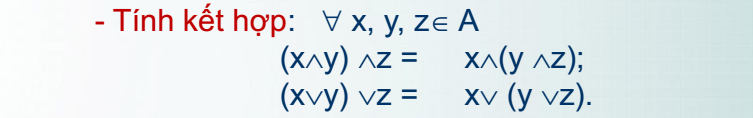 - Tính kết hợp: ∀ x, y, z∈ A
(x∧y) ∧z = x∧(y ∧z);
(x∨y) ∨z = x∨ (y ∨z).